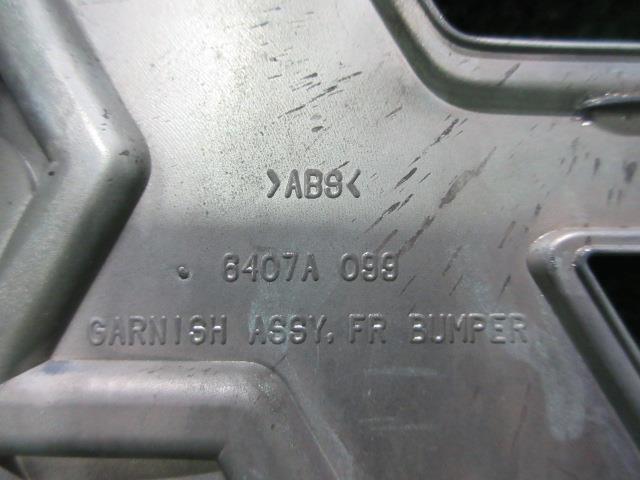 >ABS<
6407A 099
GARNISH ASSY, FR BUMPER